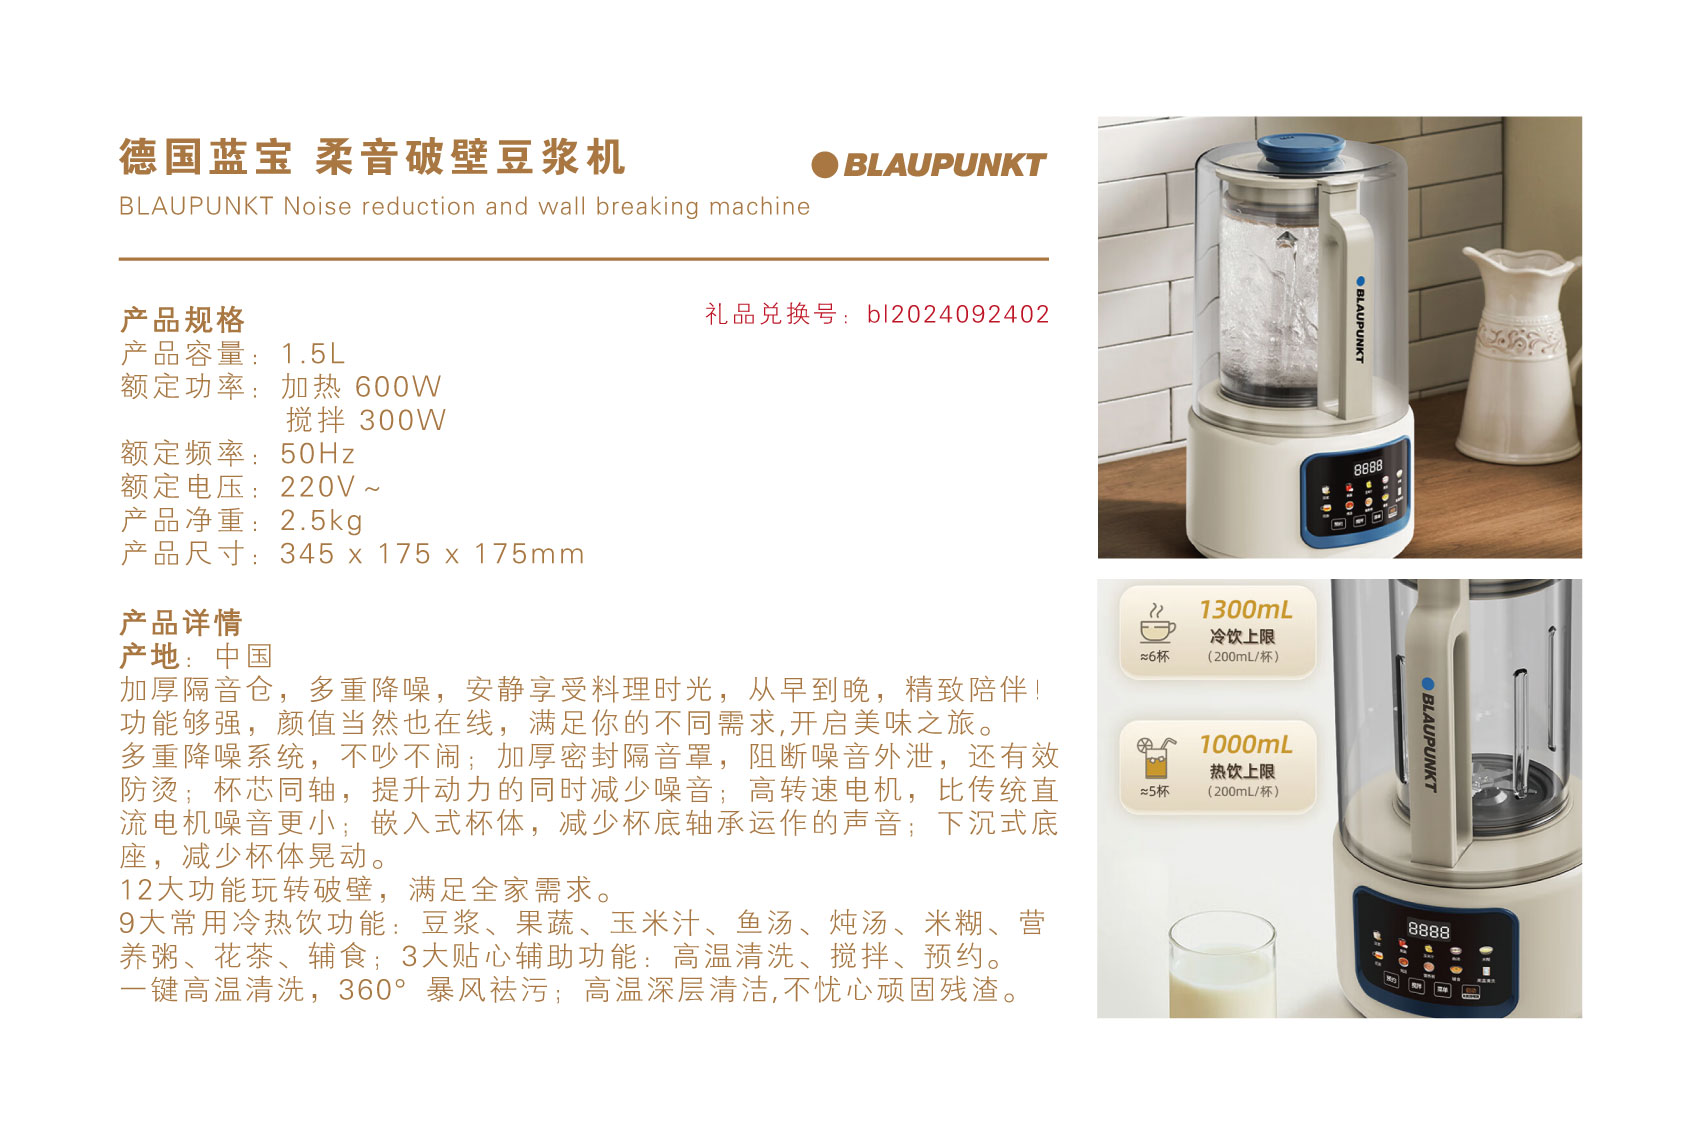 德国蓝宝 柔音破壁豆浆机
BLAUPUNKT
BLAUPUNKT Noise reduction and wall breaking machine
礼品兑换号：bl2024092402
产品规格
产品容量：1.5L
额定功率：加热 600W
搅拌 300W
额定频率：50Hz
额定电压：220V~
产品净重：2.5kg
产品尺寸：345 x 175 x 175mm
产品详情
产地：中国
加厚隔音仓，多重降噪，安静享受料理时光，从早到晚，精致陪伴！
功能够强，颜值当然也在线，满足你的不同需求,开启美味之旅。
多重降噪系统，不吵不闹；加厚密封隔音罩，阻断噪音外泄，还有效
防烫；杯芯同轴，提升动力的同时减少噪音；高转速电机，比传统直
流电机噪音更小；嵌入式杯体，减少杯底轴承运作的声音；下沉式底
座，减少杯体晃动。
12大功能玩转破壁，满足全家需求。
9大常用冷热饮功能：豆浆、果蔬、玉米汁、鱼汤、炖汤、米糊、营
养粥、花茶、辅食；3大贴心辅助功能：高温清洗、搅拌、预约。
一键高温清洗，360°暴风祛污；高温深层清洁,不忧心顽固残渣。
BLAUPUNKT
8888
预约
搅拌
菜单
1300mL
冷饮上限
≈6杯
（200mL/杯）
1000mL
热饮上限
≈5杯
（200mL/杯）
BLAUPUNKT
8888
预约
搅拌
菜单